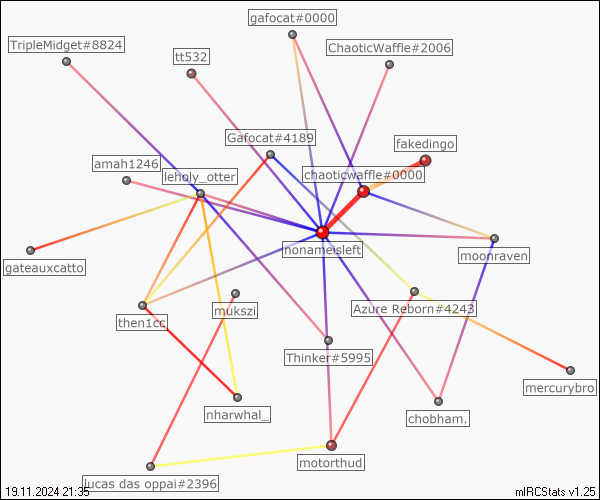 gafocat#0000
TripleMidget#8824
ChaoticWaffle#2006
tt532
Gafocat#4189
fakedingo
amah1246
leholy_otter
chaoticwaffle#0000
nonameisleft
moonraven
gateauxcatto
mukszi
Azure Reborn#4243
then1cc
Thinker#5995
mercurybro
nharwhal_
chobham.
motorthud
lucas das oppai#2396
19.11.2024 21:35
mIRCStats v1.25